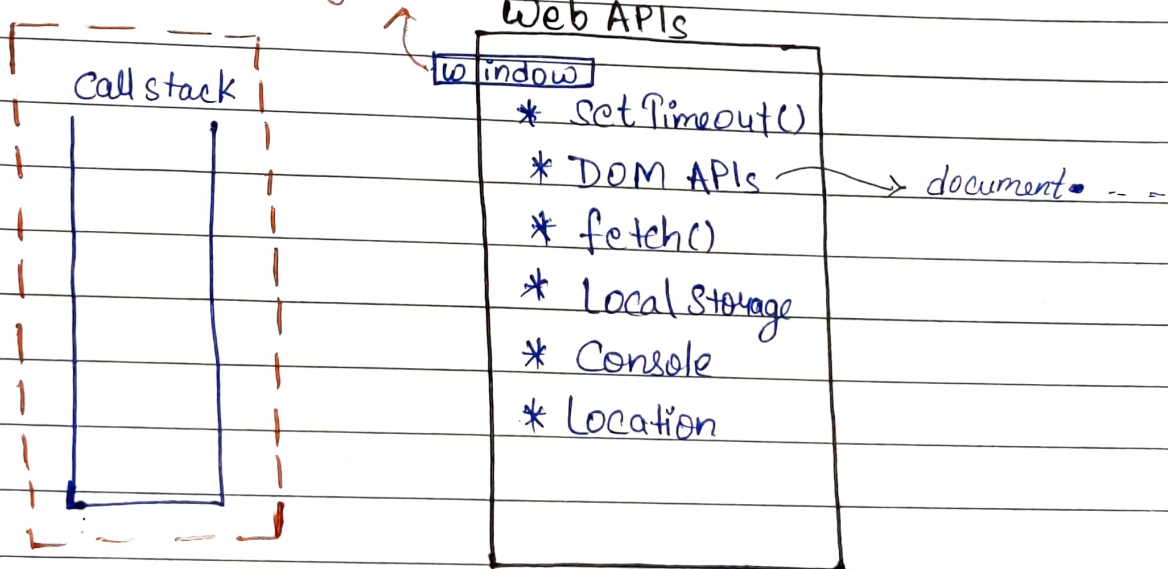 Web APIs
window
Call stack
* setTimeout()
* DOM APIs → document. - - =
* fetch()
* Local Storage
* Console
* Location